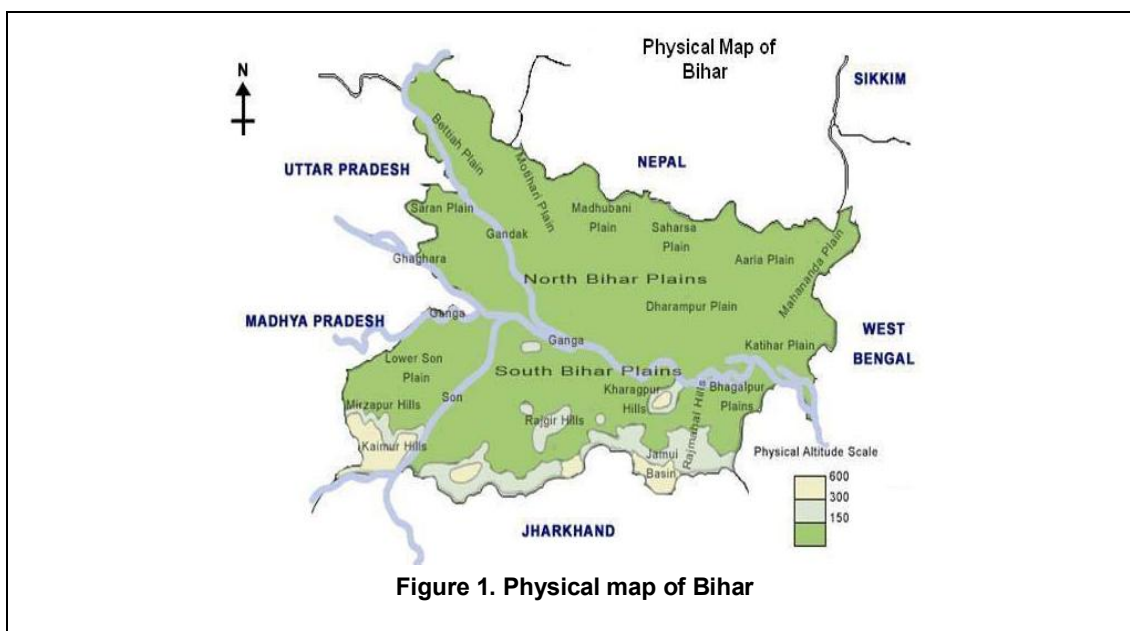 Physical Map of
Bihar
N
SIKKIM
NEPAL
UTTAR PRADESH
Bettiah Plain
Motihari Plain
Saran Plain
Madhubani
Plain
Saharsa
Plain
Gandak
Aaria Plain
Mahananda Plain
Ghaghara
North Bihar Plains
Dharampur Plain
MADHYA PRADESH
Ganga
Ganga
Katihar Plain
WEST
BENGAL
Lower Son
Plain
South Bihar Plains
Kharagpur
Hills
Bhagalpur
Plains
Son
Mirzapur Hills
Rajgir Hills
Rajmahal Hills
Kaimur Hills
Jamui
Basin
Physical Altitude Scale
600
300
150
JHARKHAND
Figure 1. Physical map of Bihar